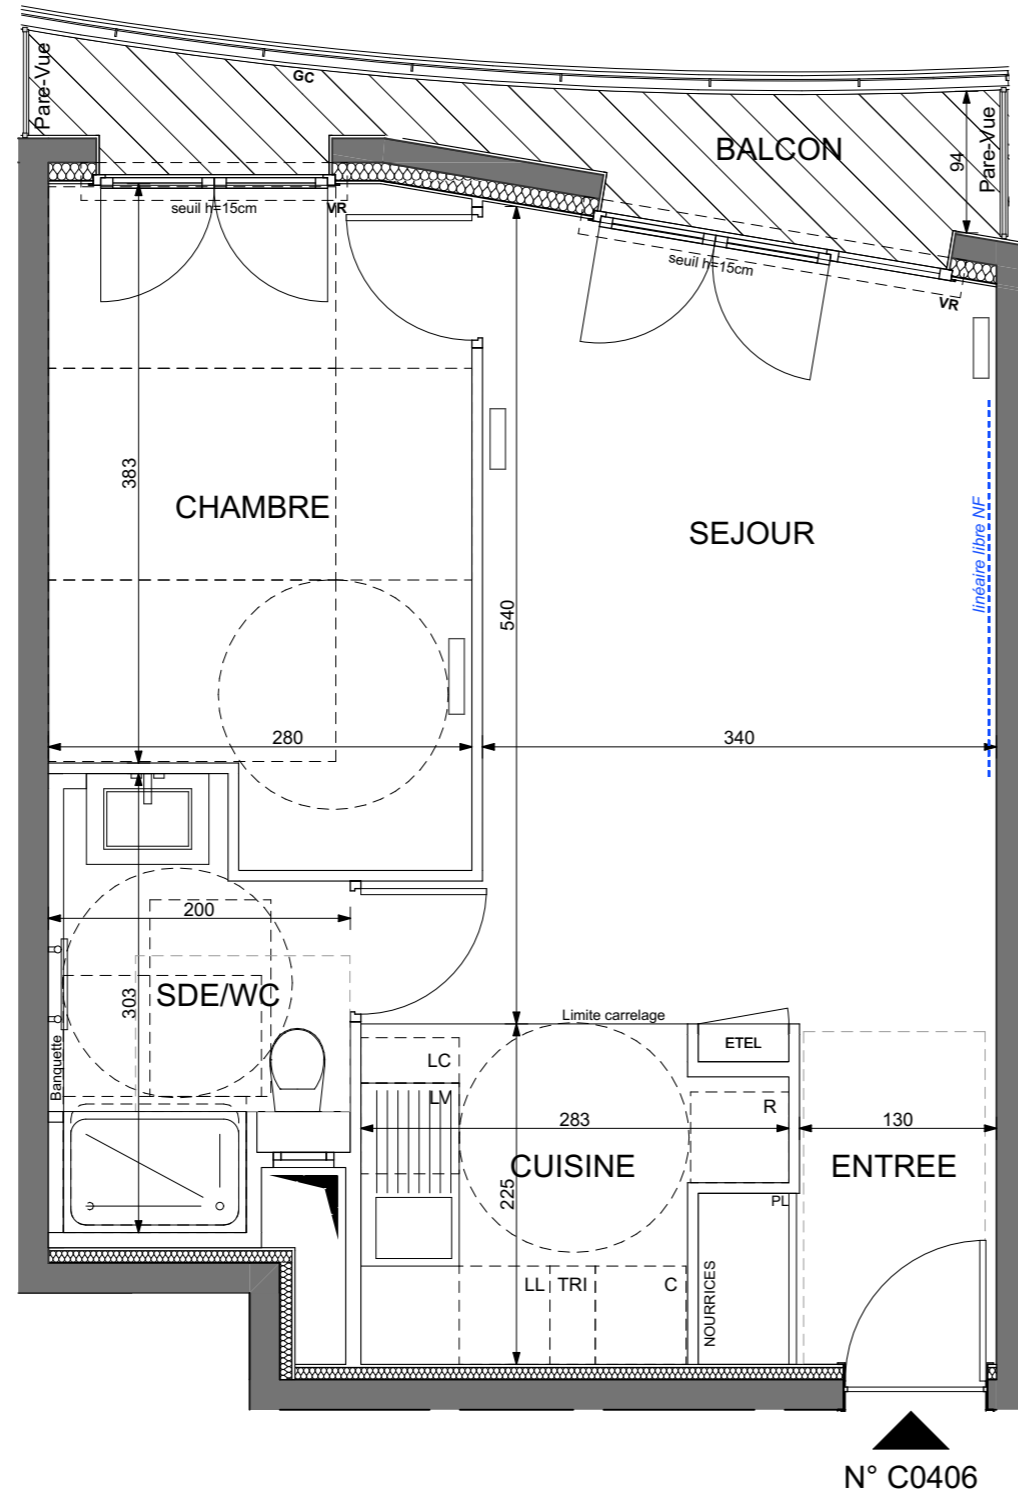 Pare-Vue
GC
BALCON
94
Pare-Vue
seuil h=15cm
VR
seuil h=15cm
VR
383
CHAMBRE
SEJOUR
linéaire libre NF
540
280
340
200
SDE/WC
303
Banquette
Limite carrelage
ETEL
LC
LV
R
283
130
CUISINE
ENTREE
225
PL
NOURRICES
LL
TRI
C
N° C0406